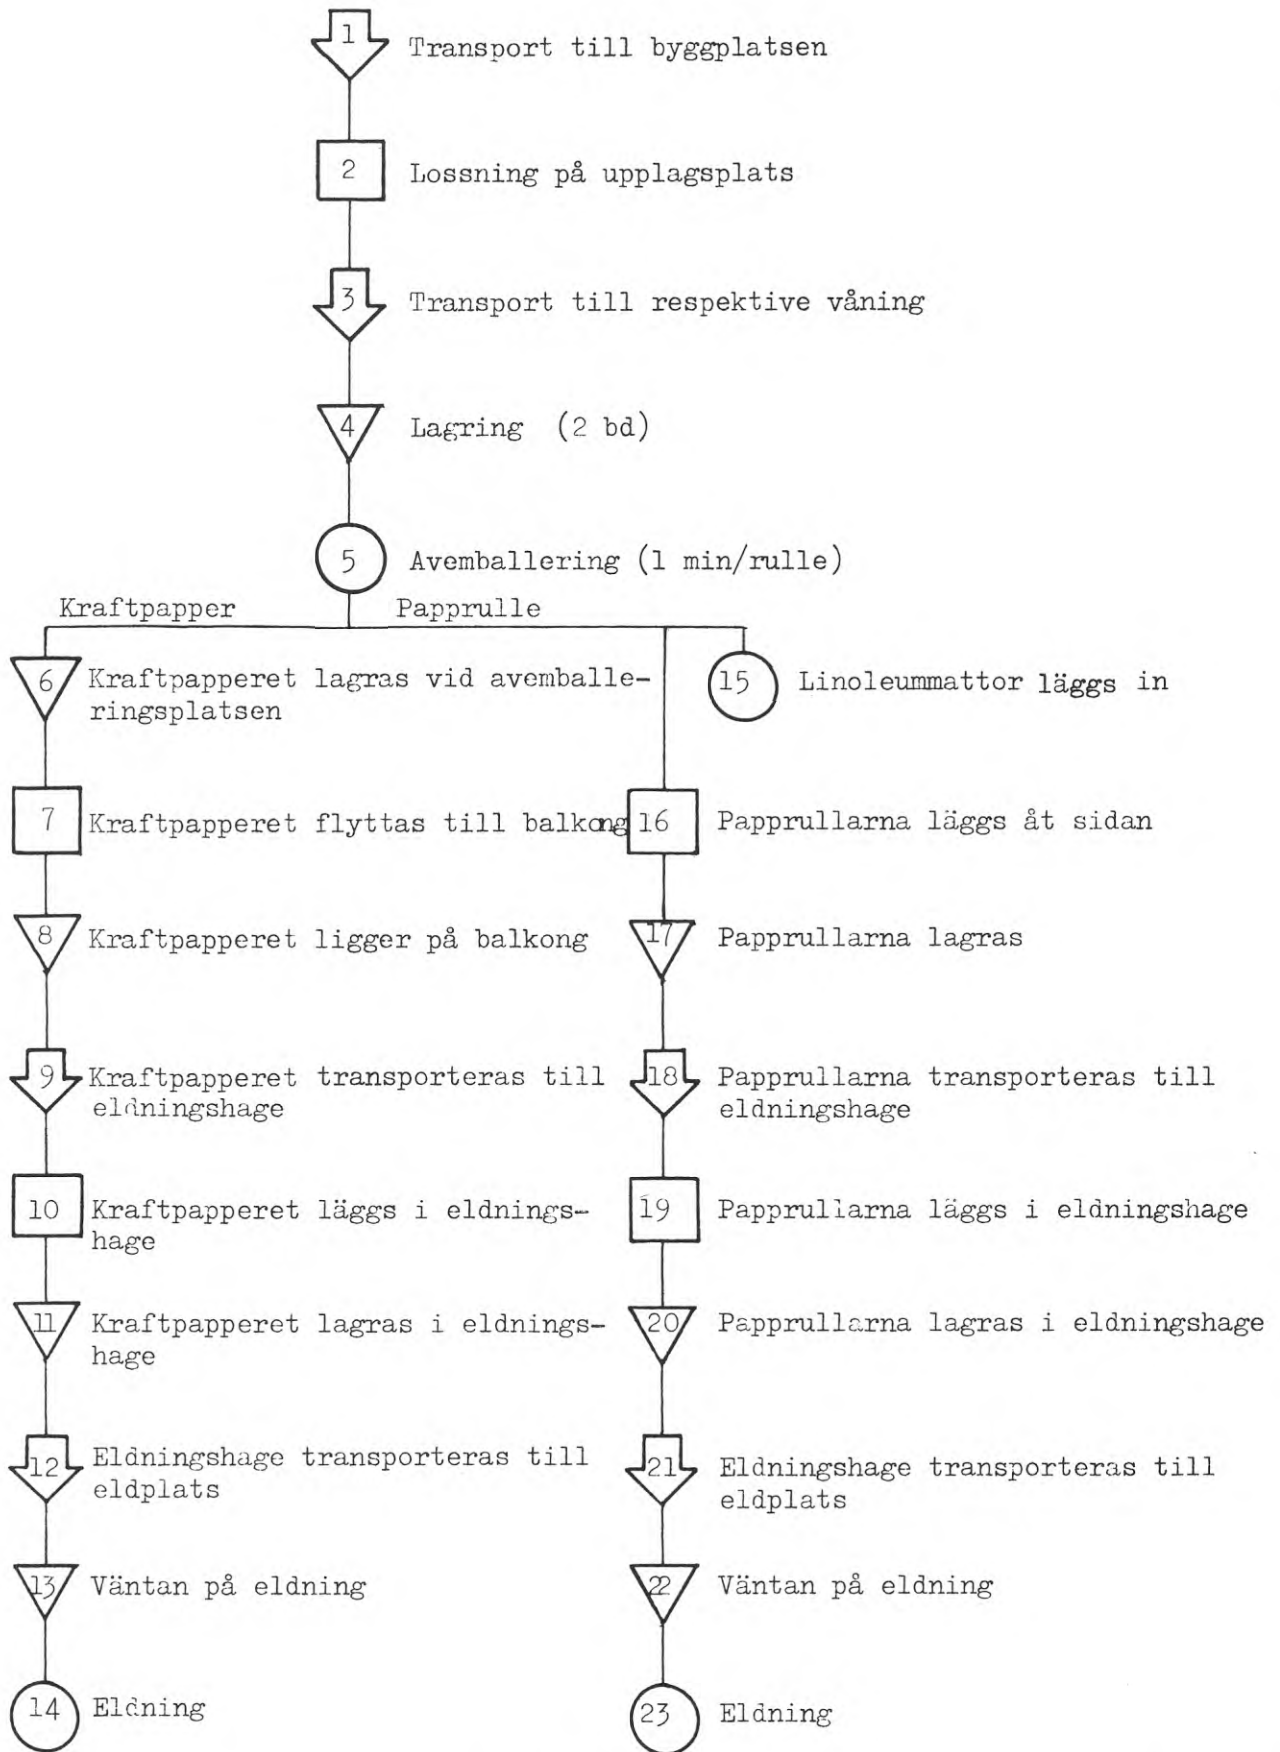 1 Transport till byggplatsen
2 Lossning på upplagsplats
3 Transport till respektive våning
4 Lagring (2 bd)
5 Avemballering (1 min/rulle)
Kraftpapper Papprulle
6 Kraftpapperet lagras vid avemballe-
ringsplatsen
15 Linoleummattor läggs in
7 Kraftpapperet flyttas till balkong
16 Papprullarna läggs åt sidan
8 Kraftpapperet ligger på balkong
17 Papprullarna lagras
9 Kraftpapperet transporteras till
eldningshage
18 Papprullarna transporteras till
eldningshage
10 Kraftpapperet läggs i eldnings-
hage
19 Papprullarna läggs i eldningshage
11 Kraftpapperet lagras i eldnings-
hage
20 Papprullarna lagras i eldningshage
12 Eldningshage transporteras till
eldplats
21 Eldningshage transporteras till
eldplats
13 Väntan på eldning
22 Väntan på eldning
14 Eldning
23 Eldning